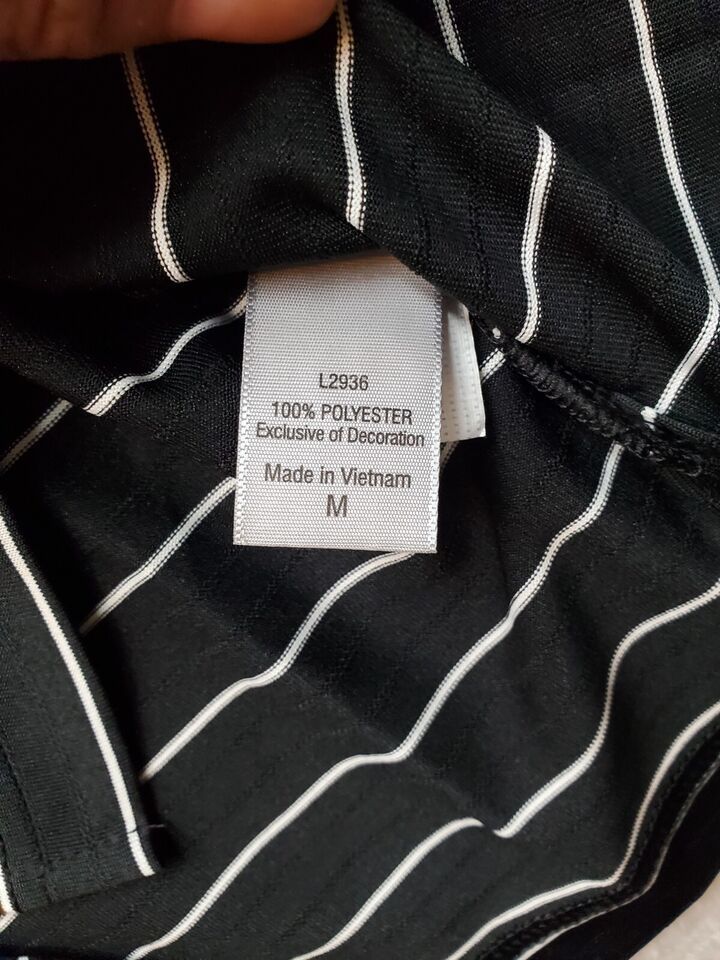 L2936
100% POLYESTER
Exclusive of Decoration
Made in Vietnam
M